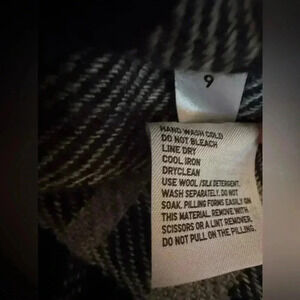 9
HAND WASH COLD
DO NOT BLEACH
LINE DRY
COOL IRON
DRYCLEAN
USE WOOL/SILK DETERGENT.
WASH SEPARATELY. DO NOT
SOAK. PILLING FORMS EASILY ON
THIS MATERIAL. REMOVE WITH
SCISSORS OR A LINT REMOVER.
DO NOT PULL ON THE PILLING.